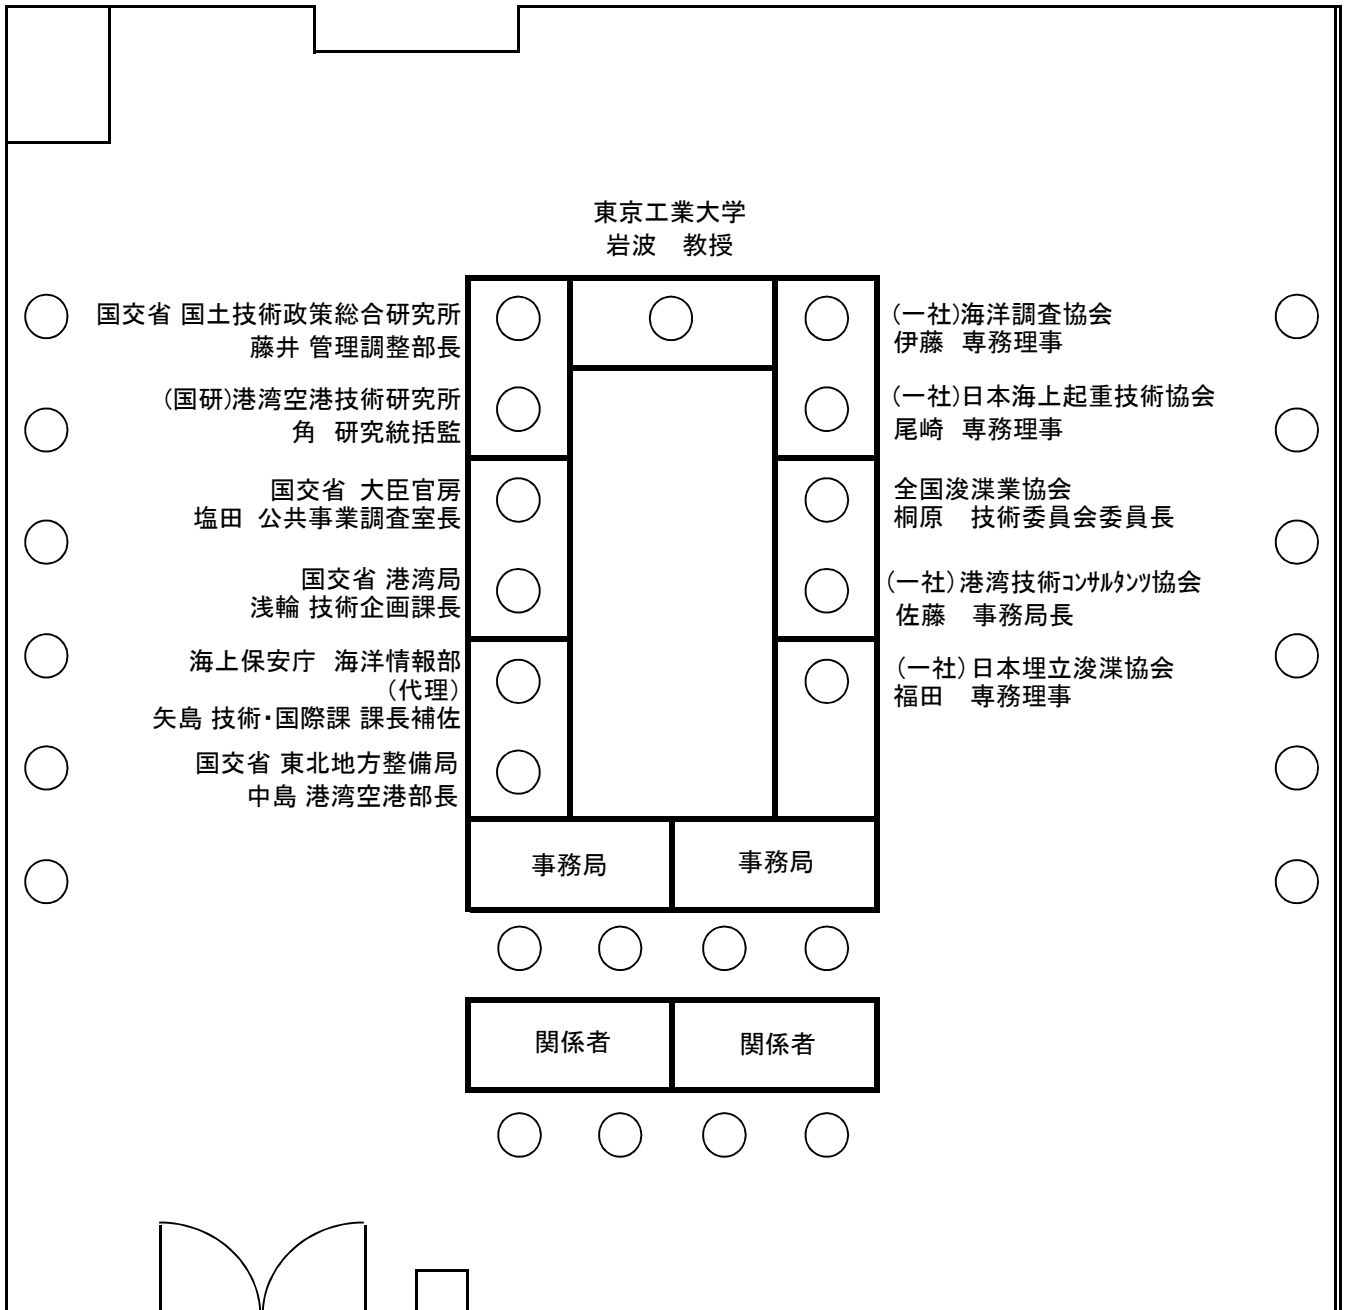 東京工業大学
岩波　教授
国交省 国土技術政策総合研究所
藤井 管理調整部長
(国研)港湾空港技術研究所
角　研究統括監
国交省 大臣官房
塩田 公共事業調査室長
国交省 港湾局
浅輪 技術企画課長
海上保安庁 海洋情報部
(代理)
矢島 技術・国際課 課長補佐
国交省 東北地方整備局
中島 港湾空港部長
(一社)海洋調査協会
伊藤 専務理事
(一社)日本海上起重技術協会
尾崎 専務理事
全国浚渫業協会
桐原　技術委員会委員長
(一社)港湾技術ｺﾝｻﾙﾀﾝﾂ協会
佐藤　事務局長
(一社)日本埋立浚渫協会
福田　専務理事
事務局
事務局
関係者
関係者